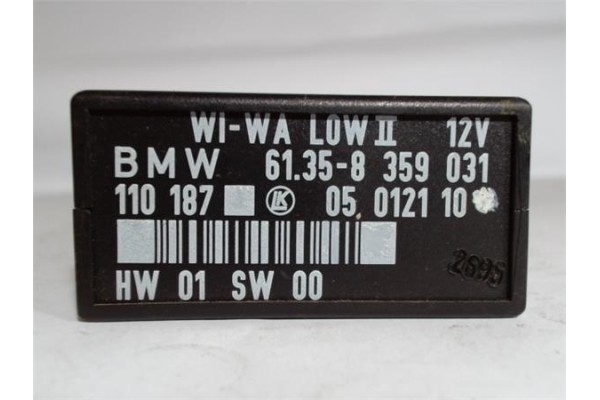 WI-WA LOW II 12V
BMW 61.35-8 359 031
110 187 LK 05 0121 10
2695
HW 01 SW 00